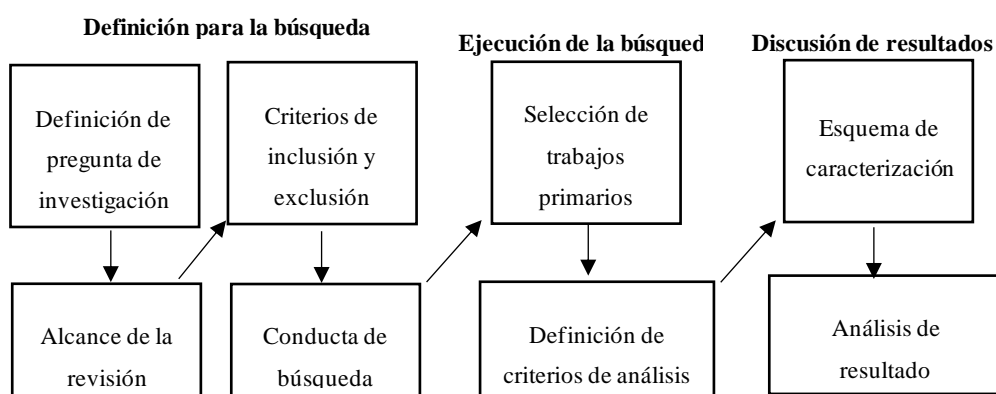 Definición para la búsqueda
Ejecución de la búsqued
Discusión de resultados
Definición de
pregunta de
investigación
Criterios de
inclusión y
exclusión
Selección de
trabajos
primarios
Esquema de
caracterización
Alcance de la
revisión
Conducta de
búsqueda
Definición de
criterios de análisis
Análisis de
resultado